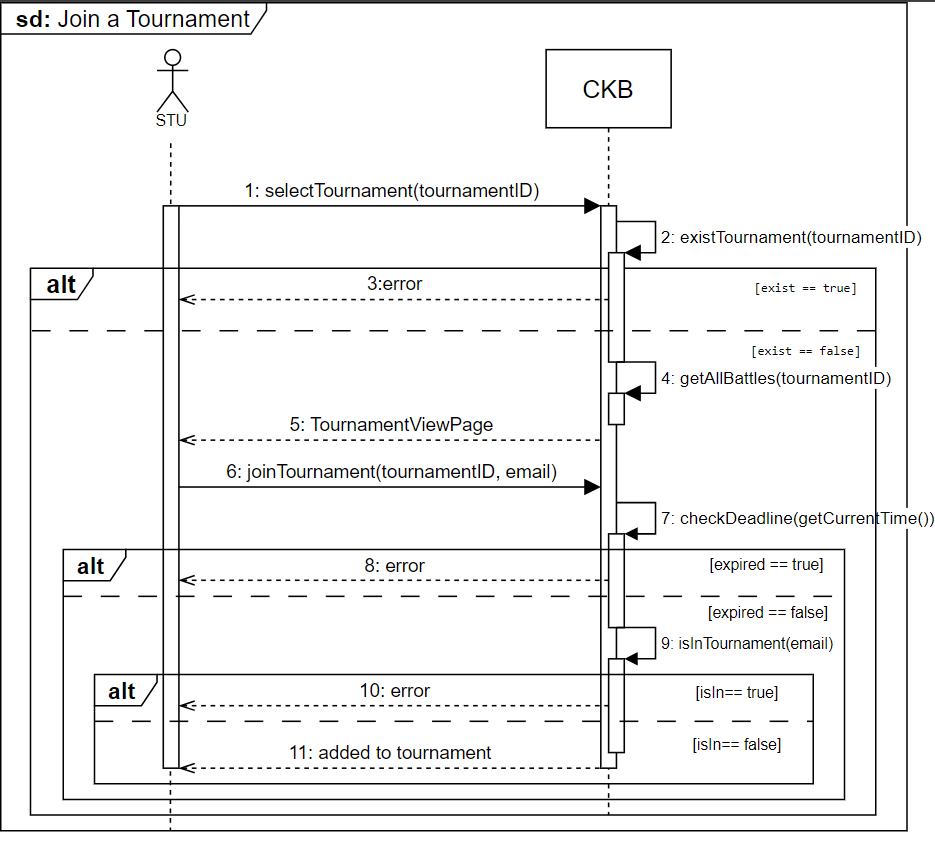 sd: Join a Tournament
STU
CKB
1: selectTournament(tournamentID)
2: existTournament(tournamentID)
alt
3:error
[exist == true]
[exist == false]
4: getAllBattles(tournamentID)
5: TournamentViewPage
6: joinTournament(tournamentID, email)
7: checkDeadline(getCurrentTime())
alt
8: error
[expired == true]
[expired == false]
9: isInTournament(email)
alt
10: error
[isIn== true]
[isIn== false]
11: added to tournament